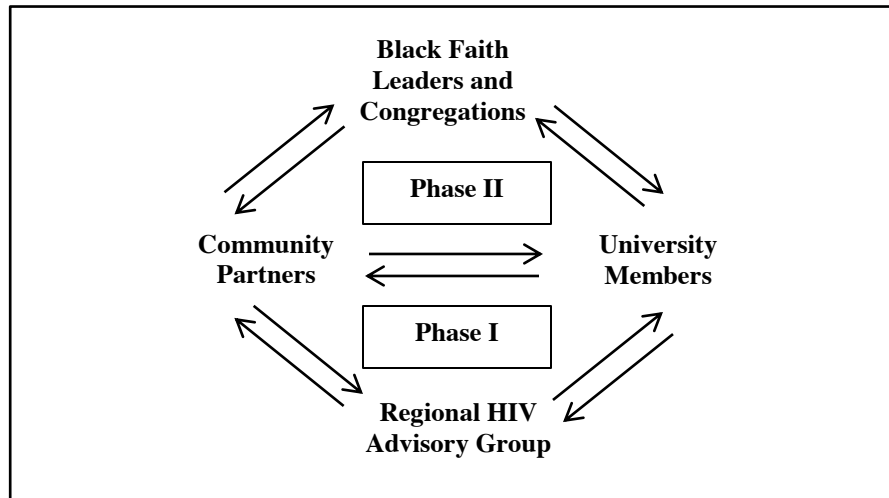 Black Faith
Leaders and
Congregations
Phase II
Community
Partners
University
Members
Phase I
Regional HIV
Advisory Group